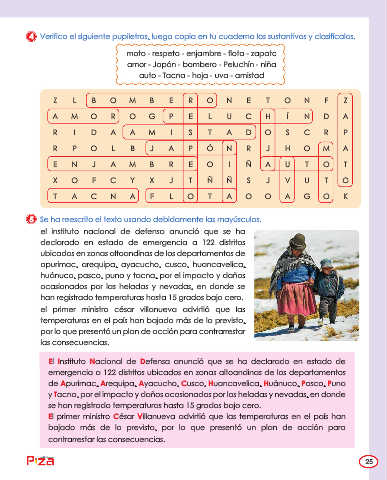 4 Verifica el siguiente pupiletras, luego copia en tu cuaderno los sustantivos y clasifícalos.
moto - respeto - enjambre - flota - zapato
amor - Japón - bombero - Peluchín - niña
auto - Tacna - hoja - uva - amistad
Z L B O M B E R O N E T O N F Z
A M O R O G P E L U C H Í N D A
R I D A A M I S T A D O S C R P
R P O L B J A P Ó N R J H O M A
E N J A M B R E O I Ñ A U T O T
X O F C Y X J T Ñ Ñ S J V U T O
T A C N A F L O T A O O A G O K
5 Se ha reescrito el texto usando debidamente las mayúsculas.
el instituto nacional de defensa anunció que se ha
declarado en estado de emergencia a 122 distritos
ubicados en zonas altoandinas de los departamentos de
apurímac, arequipa, ayacucho, cusco, huancavelica,
huánuco, pasco, puno y tacna, por el impacto y daños
ocasionados por las heladas y nevadas, en donde se
han registrado temperaturas hasta 15 grados bajo cero.
el primer ministro césar villanueva advirtió que las
temperaturas en el país han bajado más de lo previsto,
por lo que presentó un plan de acción para contrarrestar
las consecuencias.
El Instituto Nacional de Defensa anunció que se ha declarado en estado de
emergencia a 122 distritos ubicados en zonas altoandinas de los departamentos
de Apurímac, Arequipa, Ayacucho, Cusco, Huancavelica, Huánuco, Pasco, Puno
y Tacna, por el impacto y daños ocasionados por las heladas y nevadas, en donde
se han registrado temperaturas hasta 15 grados bajo cero.
El primer ministro César Villanueva advirtió que las temperaturas en el país han
bajado más de lo previsto, por lo que presentó un plan de acción para
contrarrestar las consecuencias.
Piza
25